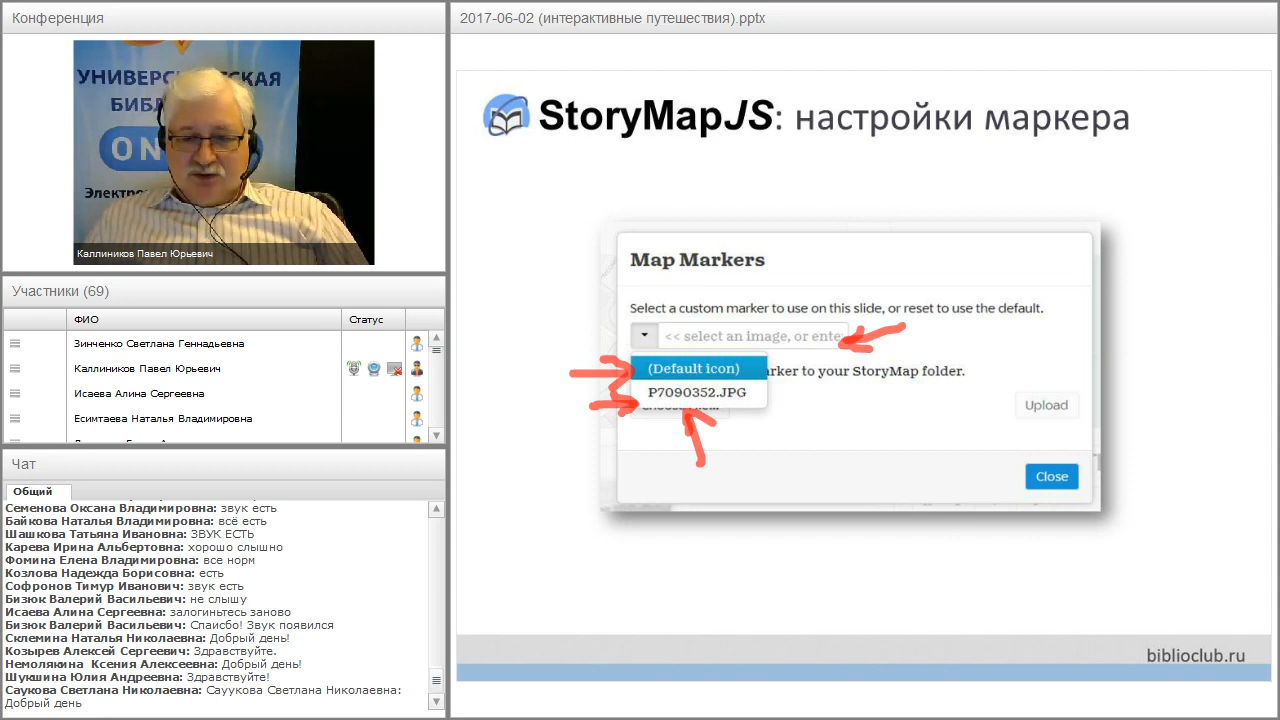 Конференция
УНИВЕРСИТЕТСКАЯ
Каллиников Павел Юрьевич
Участники (69)
ФИО
Статус
Зинченко Светлана Геннадьевна
Каллиников Павел Юрьевич
Исаева Алина Сергеевна
Есимтаева Наталья Владимировна
Чат
Общий
Семенова Оксана Владимировна: звук есть
Байкова Наталья Владимировна: всё есть
Шашкова Татьяна Ивановна: ЗВУК ЕСТЬ
Карева Ирина Альбертовна: хорошо слышно
Фомина Елена Владимировна: все норм
Козлова Надежда Борисовна: есть
Софронов Тимур Иванович: звук есть
Бизюк Валерий Васильевич: не слышу
Исаева Алина Сергеевна: залогиньтесь заново
Бизюк Валерий Васильевич: Спаисбо! Звук появился
Склемина Наталья Николаевна: Добрый день!
Козырев Алексей Сергеевич: Здравствуйте.
Немолякина Ксения Алексеевна: Добрый день!
Шукшина Юлия Андреевна: Здравствуйте!
Саукова Светлана Николаевна: Сауукова Светлана Николаевна:
Добрый день
2017-06-02 (интерактивные путешествия).pptx
StoryMapJS: настройки маркера
Map Markers
Select a custom marker to use on this slide, or reset to use the default.
<< select an image, or ente
(Default icon)
arker to your StoryMap folder.
P7090352.JPG
Upload
Close
biblioclub.ru